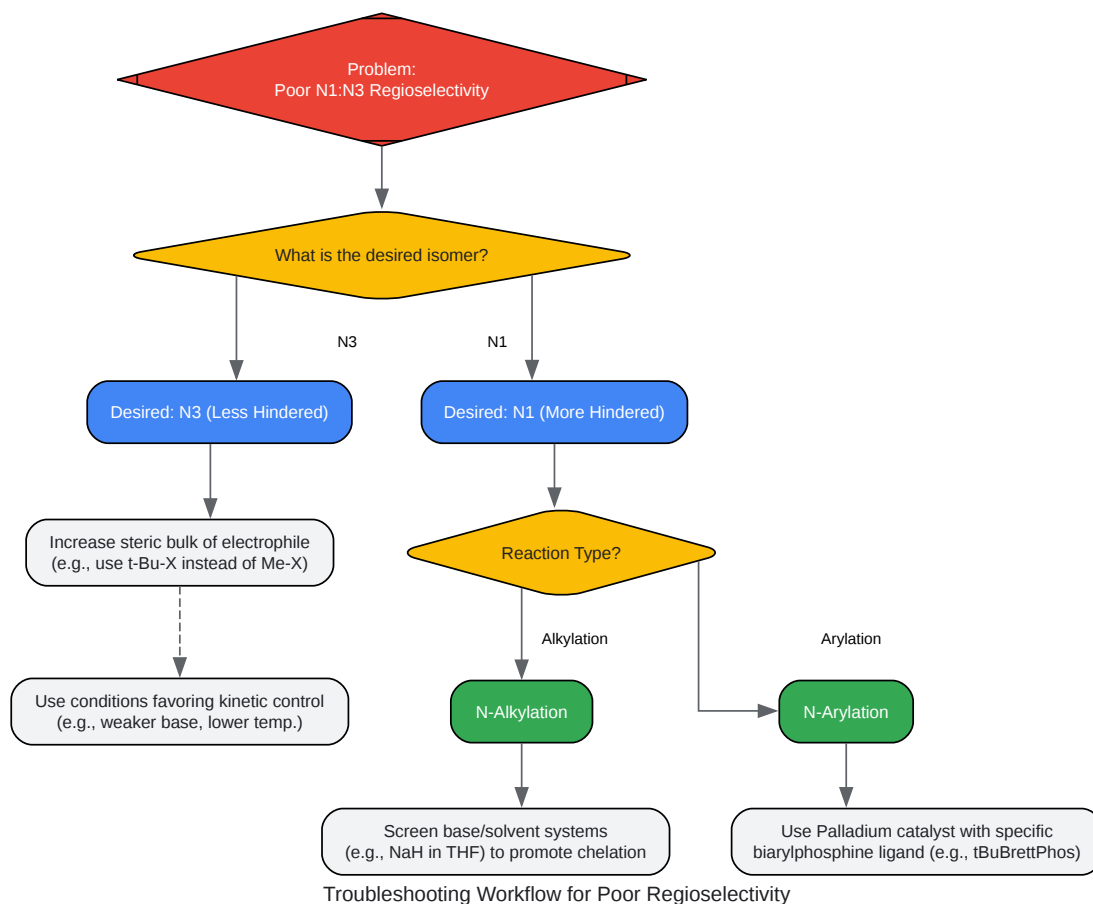 Problem:
Poor N1:N3 Regioselectivity
What is the desired isomer?
N3
N1
Desired: N3 (Less Hindered)
Desired: N1 (More Hindered)
Increase steric bulk of electrophile
(e.g., use t-Bu-X instead of Me-X)
Reaction Type?
Alkylation
Arylation
Use conditions favoring kinetic control
(e.g., weaker base, lower temp.)
N-Alkylation
N-Arylation
Screen base/solvent systems
(e.g., NaH in THF) to promote chelation
Use Palladium catalyst with specific
biarylphosphine ligand (e.g., tBuBrettPhos)
Troubleshooting Workflow for Poor Regioselectivity